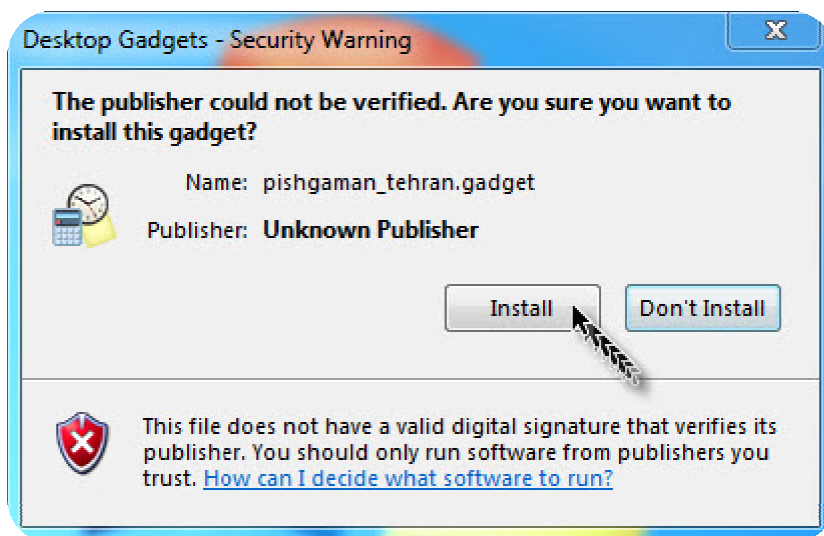 Desktop Gadgets - Security Warning
The publisher could not be verified. Are you sure you want to
install this gadget?
Name: pishgaman_tehran.gadget
Publisher: Unknown Publisher
Install Don't Install
This file does not have a valid digital signature that verifies its
publisher. You should only run software from publishers you
trust. How can I decide what software to run?